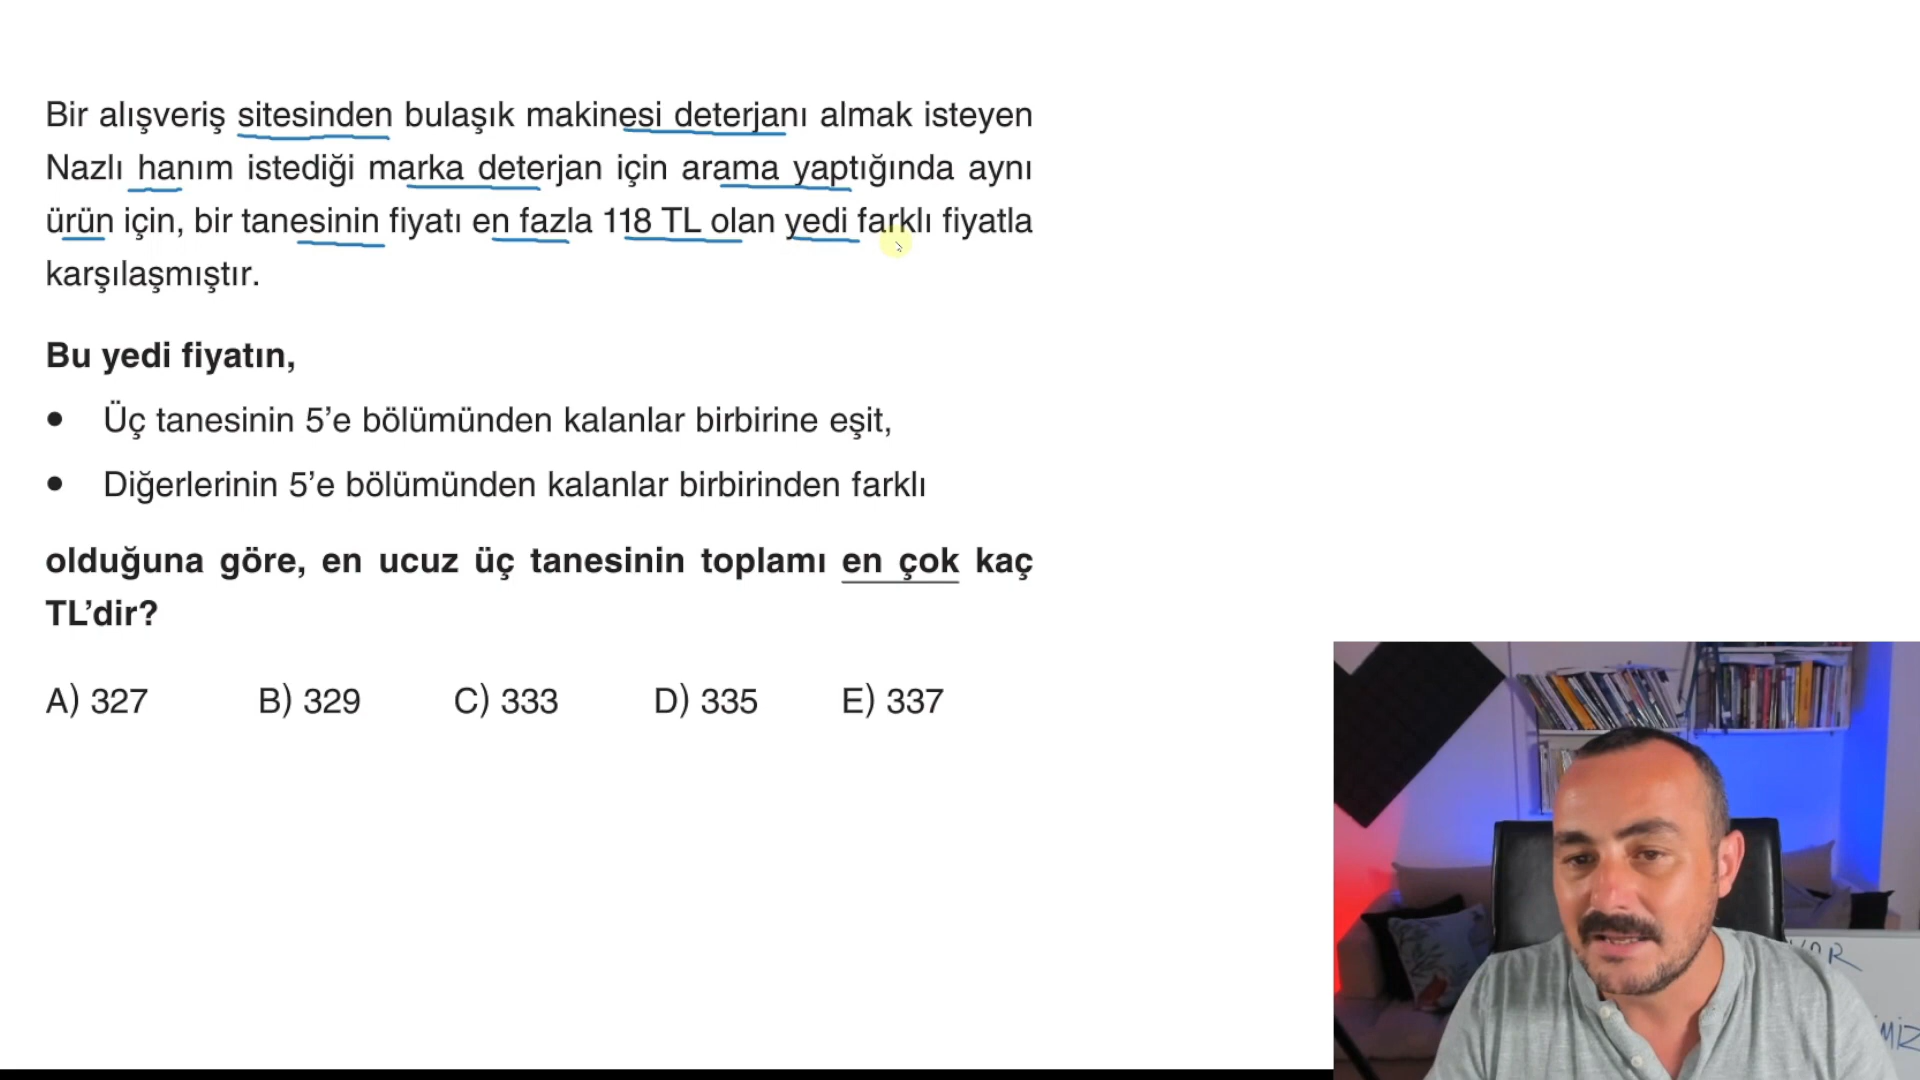 Bir alışveriş sitesinden bulaşık makinesi deterjanı almak isteyen
Nazlı hanım istediği marka deterjan için arama yaptığında aynı
ürün için, bir tanesinin fiyatı en fazla 118 TL olan yedi farklı fiyatla
karşılaşmıştır.
Bu yedi fiyatın,
• Üç tanesinin 5’e bölümünden kalanlar birbirine eşit,
• Diğerlerinin 5’e bölümünden kalanlar birbirinden farklı
olduğuna göre, en ucuz üç tanesinin toplamı en çok kaç
TL’dir?
A) 327 B) 329 C) 333 D) 335 E) 337